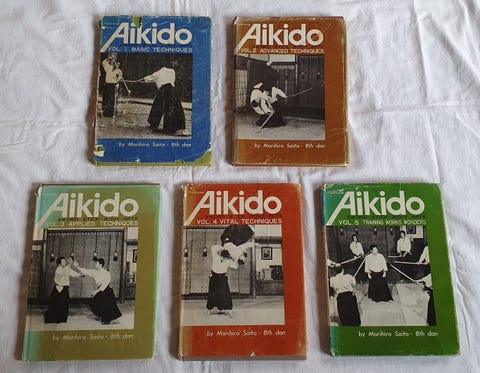 Aikido
VOL. 1 BASIC TECHNIQUES
by Morihiro Saito · 8th dan
Aikido
VOL. 2 ADVANCED TECHNIQUES
by Morihiro Saito · 8th dan
Aikido
VOL. 3 APPLIED TECHNIQUES
by Morihiro Saito · 8th dan
Aikido
VOL. 4 VITAL TECHNIQUES
by Morihiro Saito · 8th dan
Aikido
VOL. 5 TRAINING WORKS WONDERS
by Morihiro Saito · 8th dan